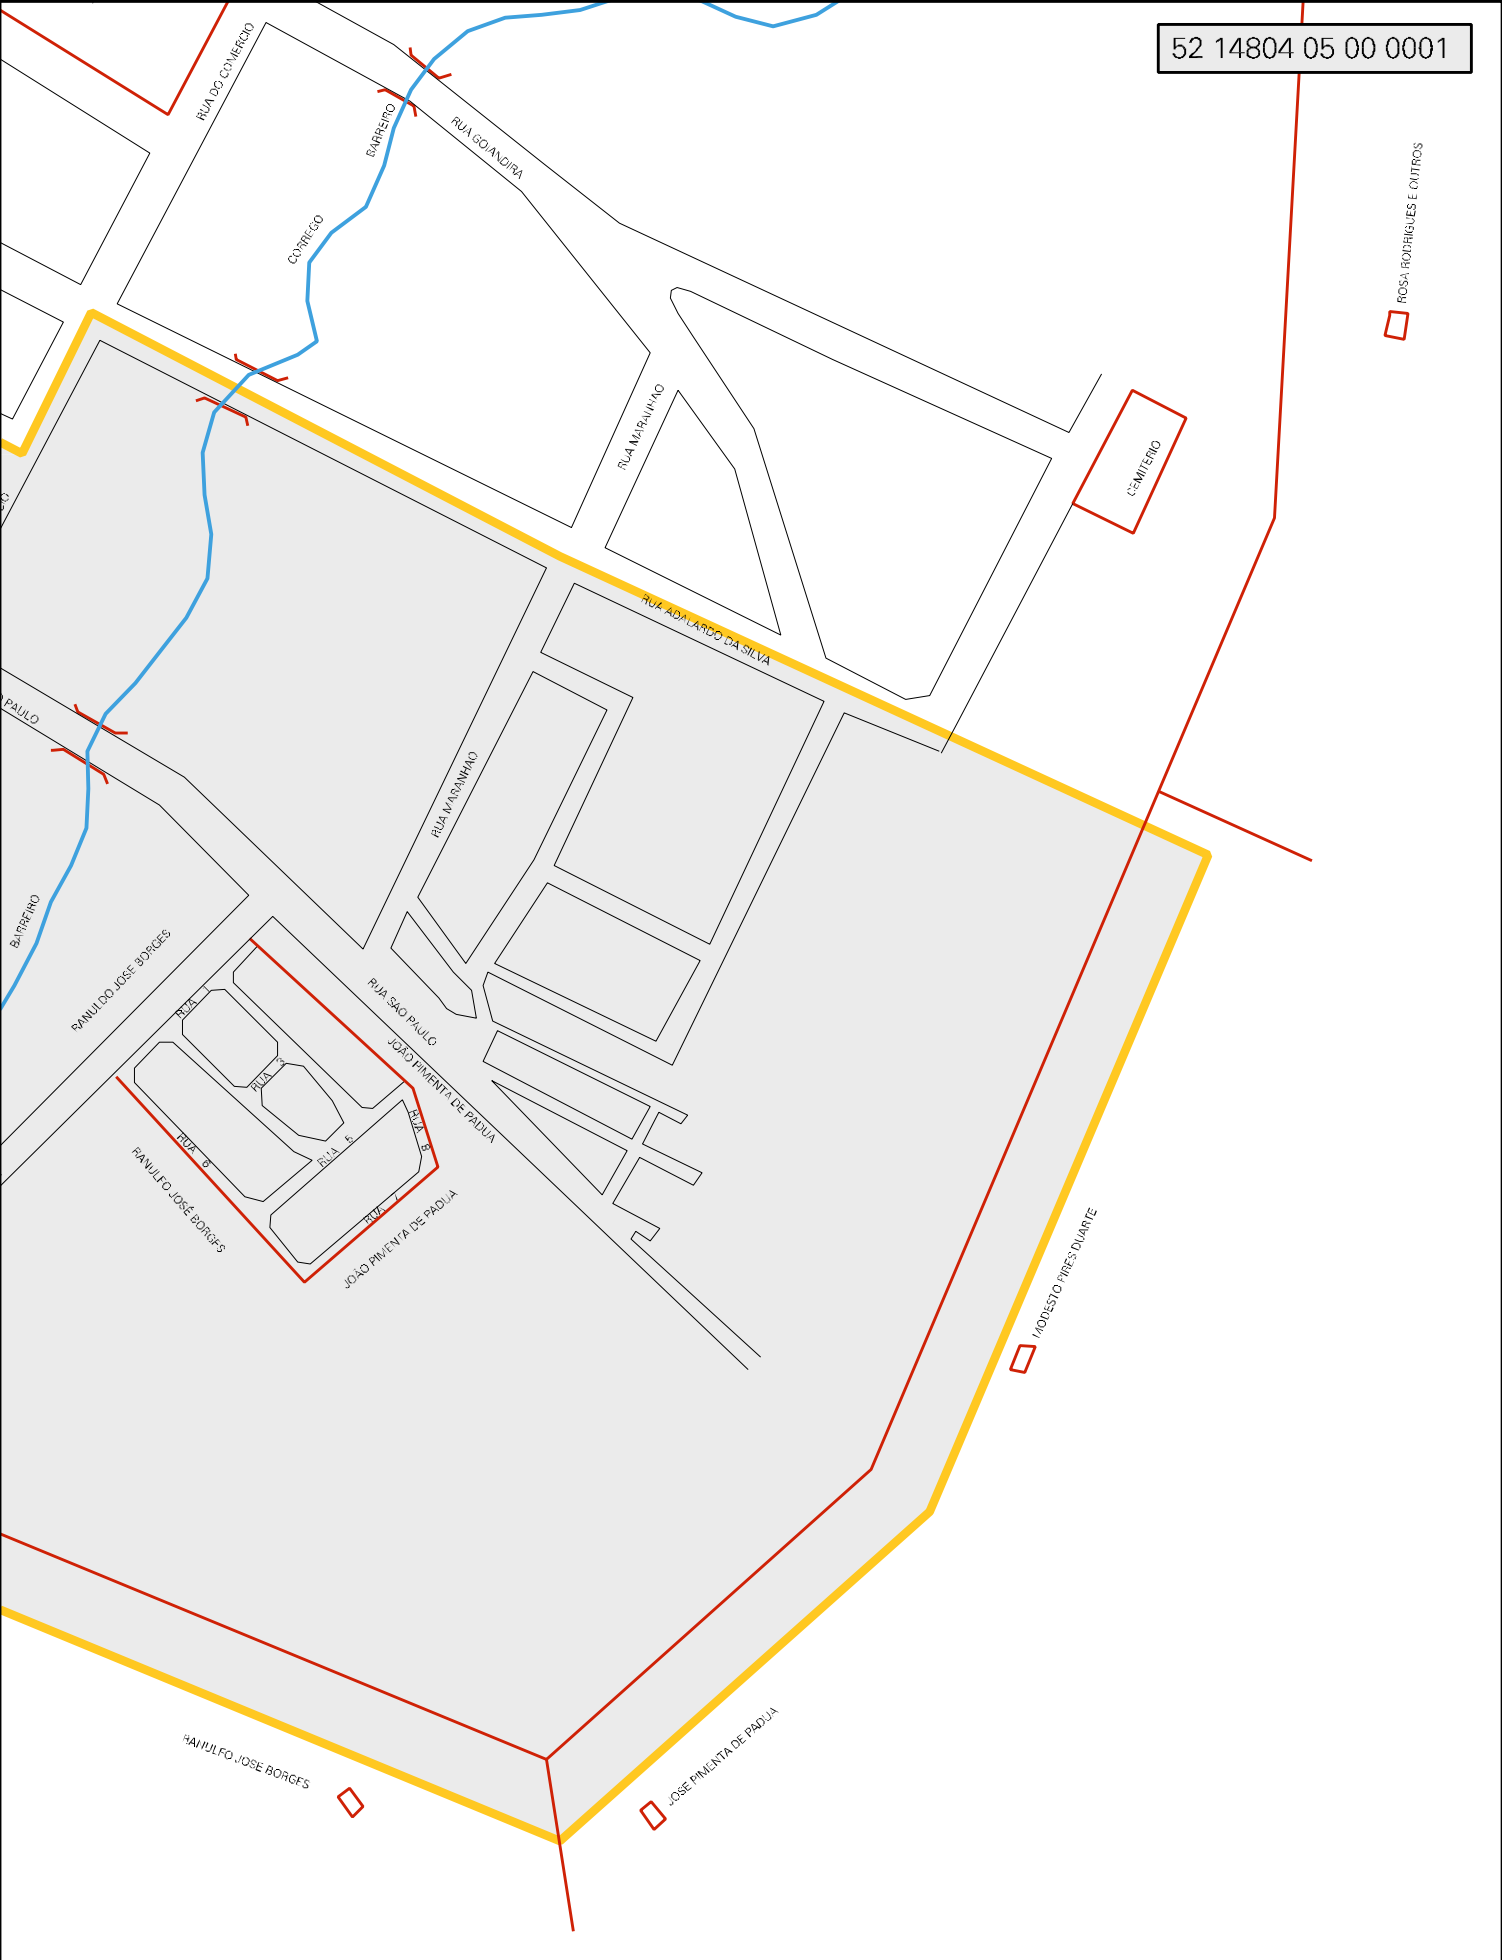 52 14804 05 00 0001
RUA DO COMERCIO
BARREIRO
RUA GOIANDIRA
ROSA RODRIGUES E OUTROS
CORREGO
RUA MARANHAO
CEMITERIO
RUA ADALARDO DA SILVA
PAULO
RUA MARANHAO
BARREIRO
RANULDO JOSE BORGES
RUA SAO PAULO
RUA
JOÃO PIMENTA DE PADUA
RUA 3
RUA 8
RUA 5
RUA 6
RANULFO JOSÉ BORGES
RUA 7
JOÃO PIMENTA DE PADUA
MODESTO PIRES DUARTE
RANULFO JOSE BORGES
JOSE PIMENTA DE PADUA